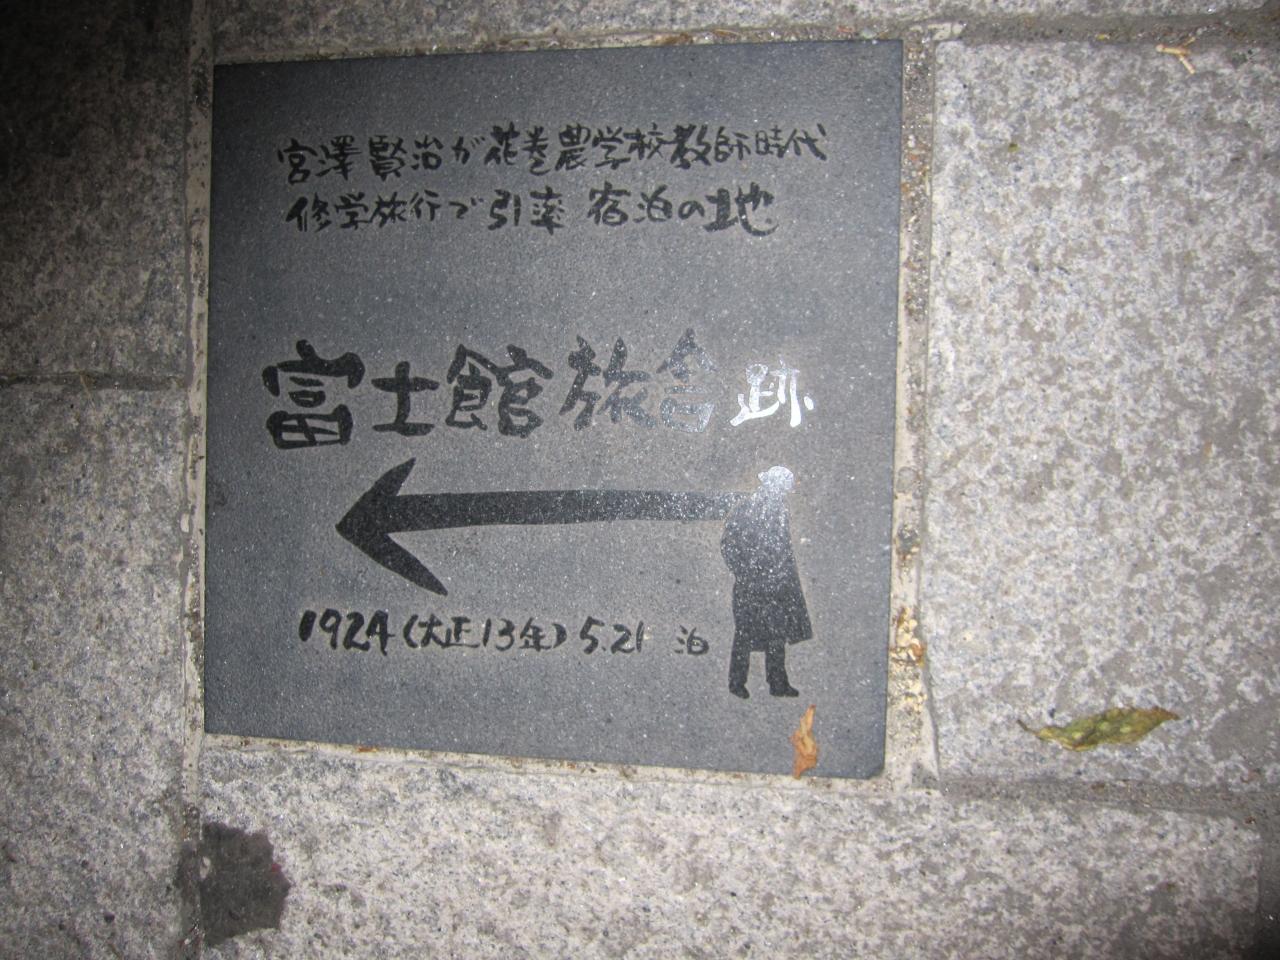 宮澤賢治が花巻農学校教師時代
修学旅行で引率 宿泊の地
富士館旅舎跡
1924(大正13年) 5.21 泊